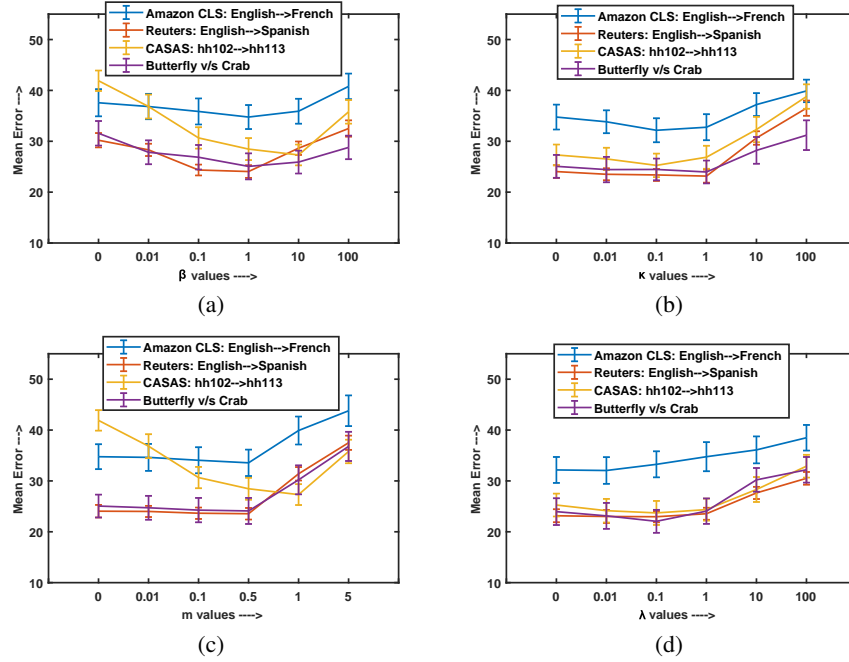 Amazon CLS: English-->French
Reuters: English-->Spanish
CASAS: hh102-->hh113
Butterfly v/s Crab
50
40
30
20
10
Mean Error --->
0 0.01 0.1 1 10 100
β values ---->
(a)
Amazon CLS: English-->French
Reuters: English-->Spanish
CASAS: hh102-->hh113
Butterfly v/s Crab
50
40
30
20
10
Mean Error --->
0 0.01 0.1 1 10 100
κ values ---->
(b)
Amazon CLS: English-->French
Reuters: English-->Spanish
CASAS: hh102-->hh113
Butterfly v/s Crab
50
40
30
20
10
Mean Error --->
0 0.01 0.1 0.5 1 5
m values ---->
(c)
Amazon CLS: English-->French
Reuters: English-->Spanish
CASAS: hh102-->hh113
Butterfly v/s Crab
50
40
30
20
10
Mean Error --->
0 0.01 0.1 1 10 100
λ values ---->
(d)